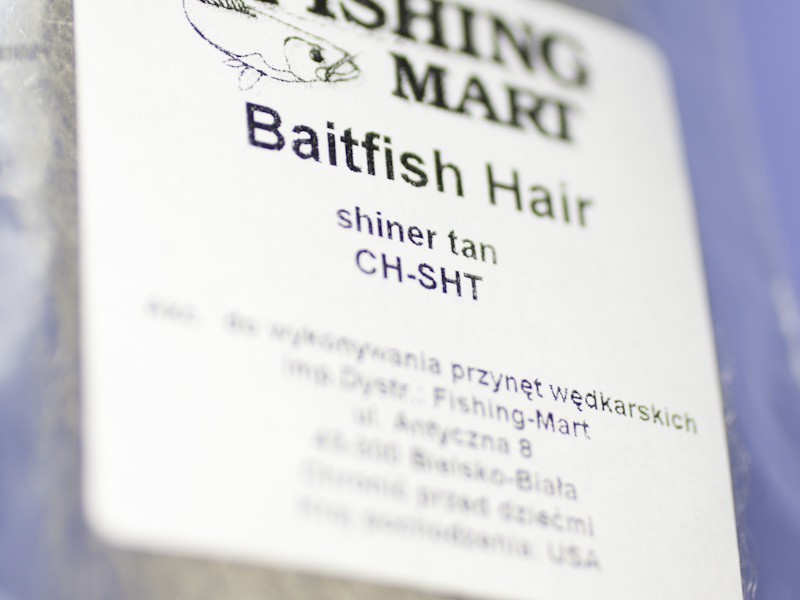 FISHING
MART
Baitfish Hair
shiner tan
CH-SHT
do wykonywania przynęt wędkarskich
Imp.Dystr.: Fishing-Mart
ul. Antyczna 8
Bielsko-Biała
Chronić przed dziećmi
Kraj pochodzenia: USA